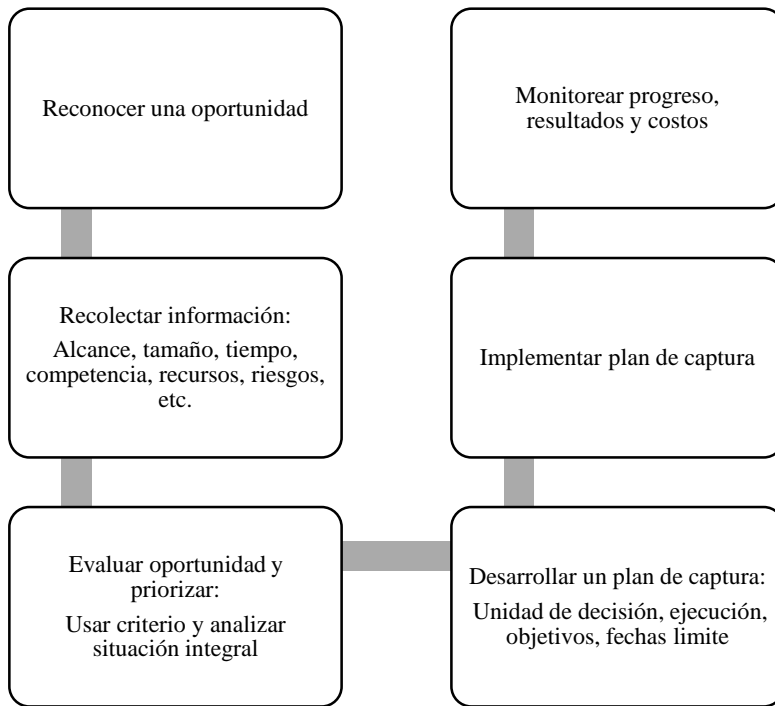 Reconocer una oportunidad
Recolectar información:
Alcance, tamaño, tiempo,
competencia, recursos, riesgos,
etc.
Evaluar oportunidad y
priorizar:
Usar criterio y analizar
situación integral
Desarrollar un plan de captura:
Unidad de decisión, ejecución,
objetivos, fechas limite
Implementar plan de captura
Monitorear progreso,
resultados y costos